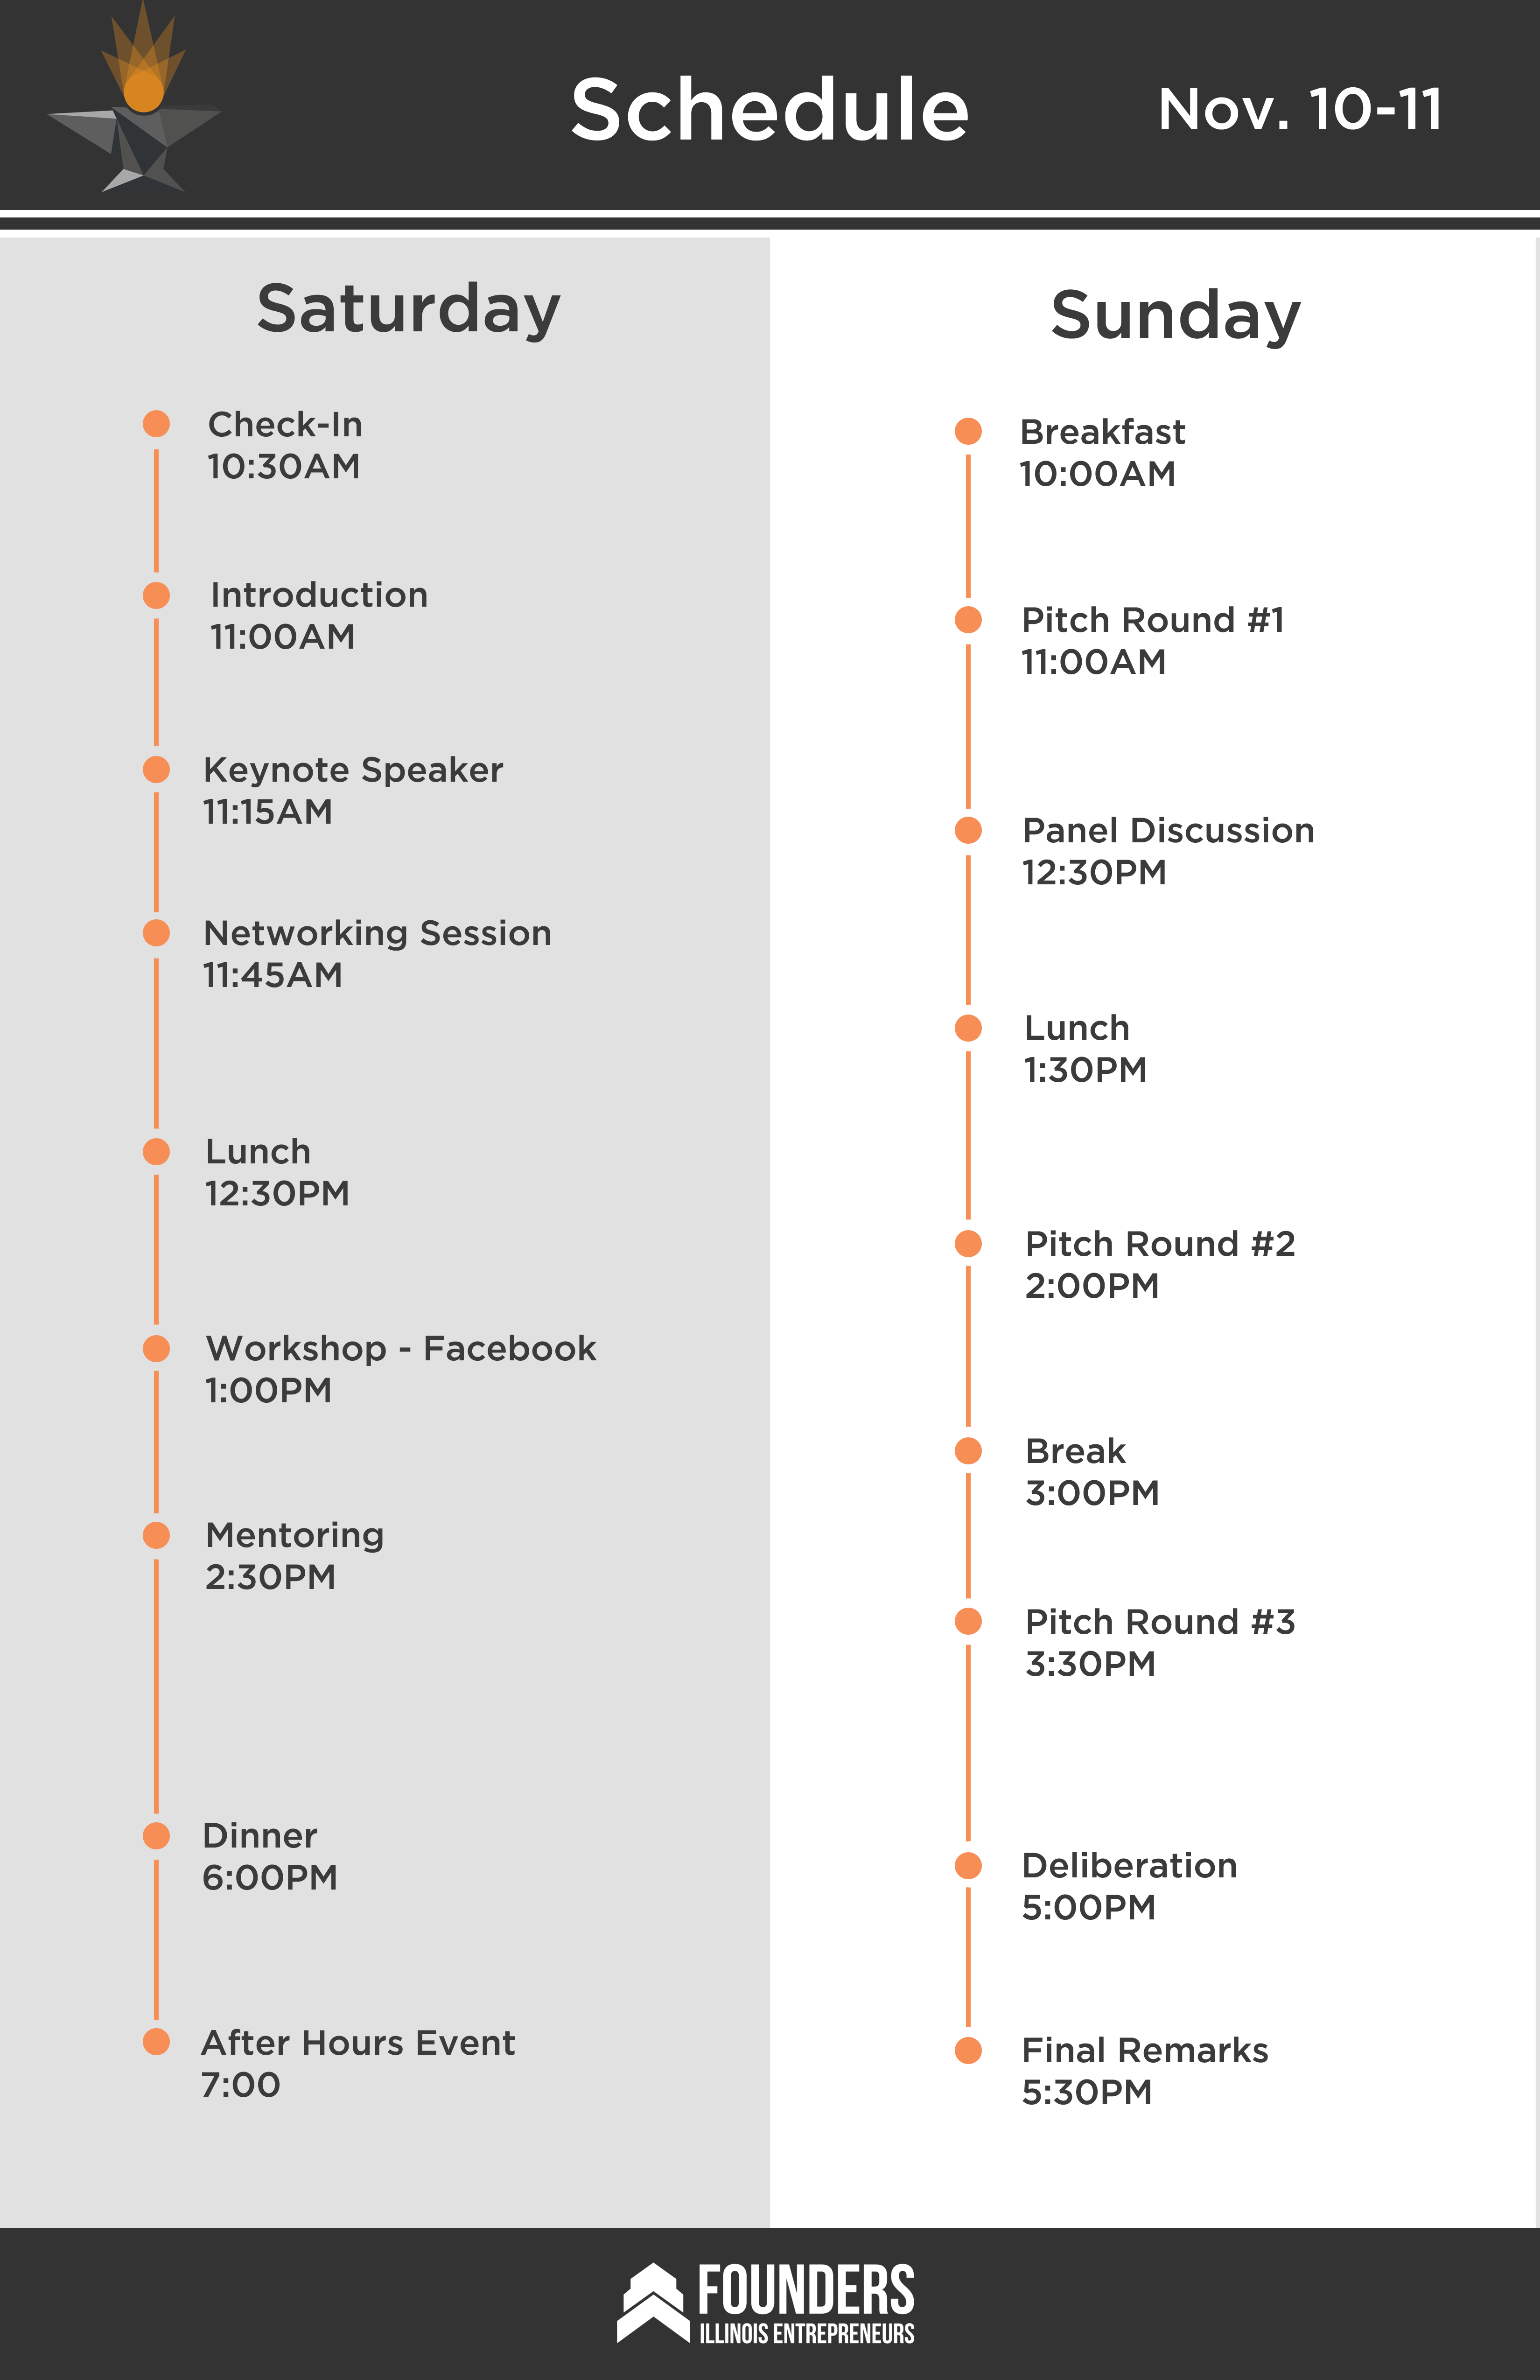 Schedule
Nov. 10-11
Saturday
Check-In
10:30AM
Introduction
11:00AM
Keynote Speaker
11:15AM
Networking Session
11:45AM
Lunch
12:30PM
Workshop - Facebook
1:00PM
Mentoring
2:30PM
Dinner
6:00PM
After Hours Event
7:00
Sunday
Breakfast
10:00AM
Pitch Round #1
11:00AM
Panel Discussion
12:30PM
Lunch
1:30PM
Pitch Round #2
2:00PM
Break
3:00PM
Pitch Round #3
3:30PM
Deliberation
5:00PM
Final Remarks
5:30PM
FOUNDERS
ILLINOIS ENTREPRENEURS